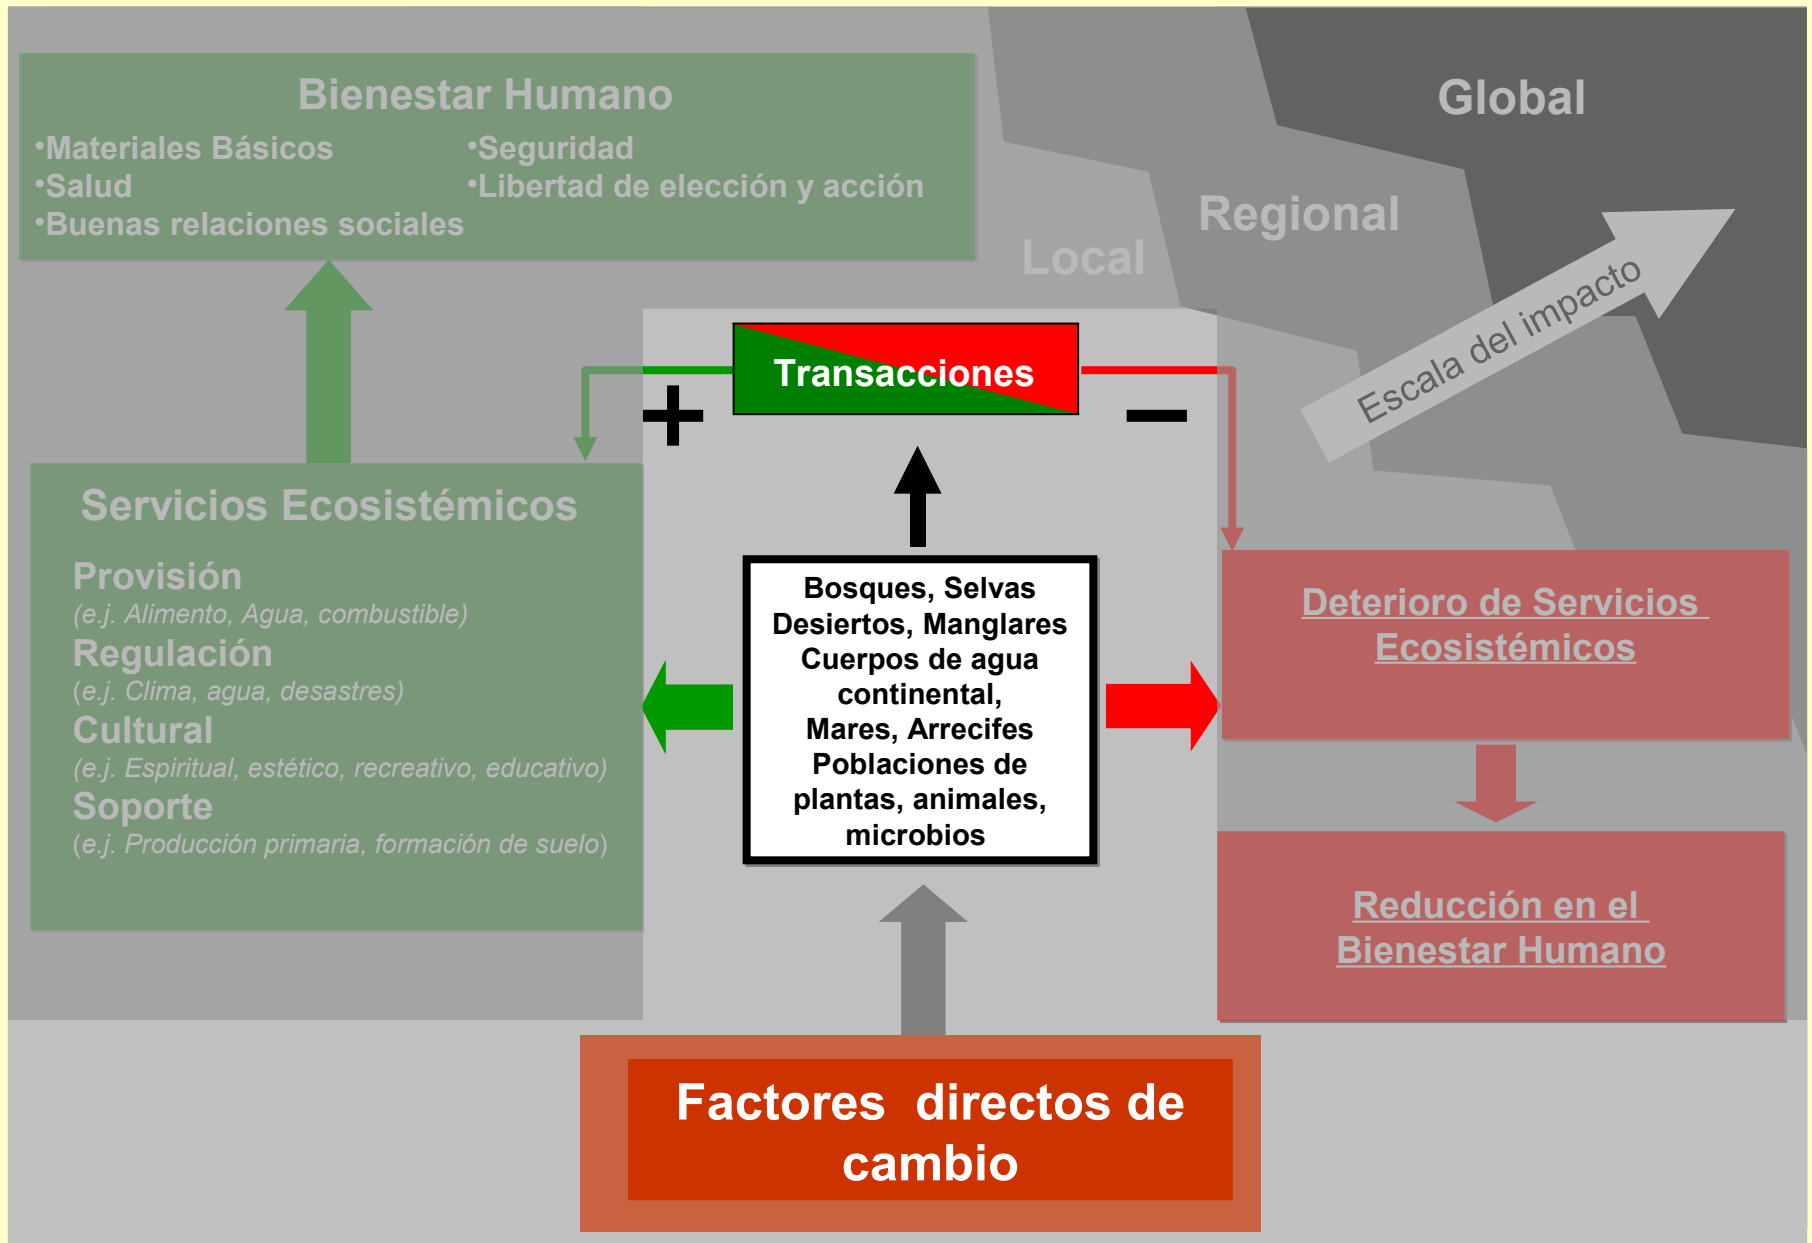 Bienestar Humano
•Materiales Básicos
•Salud
•Buenas relaciones sociales
•Seguridad
•Libertad de elección y acción
Global
Regional
Local
Escala del impacto
Transacciones
+
–
Servicios Ecosistémicos
Provisión
(e.j. Alimento, Agua, combustible)
Regulación
(e.j. Clima, agua, desastres)
Cultural
(e.j. Espiritual, estético, recreativo, educativo)
Soporte
(e.j. Producción primaria, formación de suelo)
Bosques, Selvas
Desiertos, Manglares
Cuerpos de agua
continental,
Mares, Arrecifes
Poblaciones de
plantas, animales,
microbios
Deterioro de Servicios
Ecosistémicos
Reducción en el
Bienestar Humano
Factores directos de
cambio